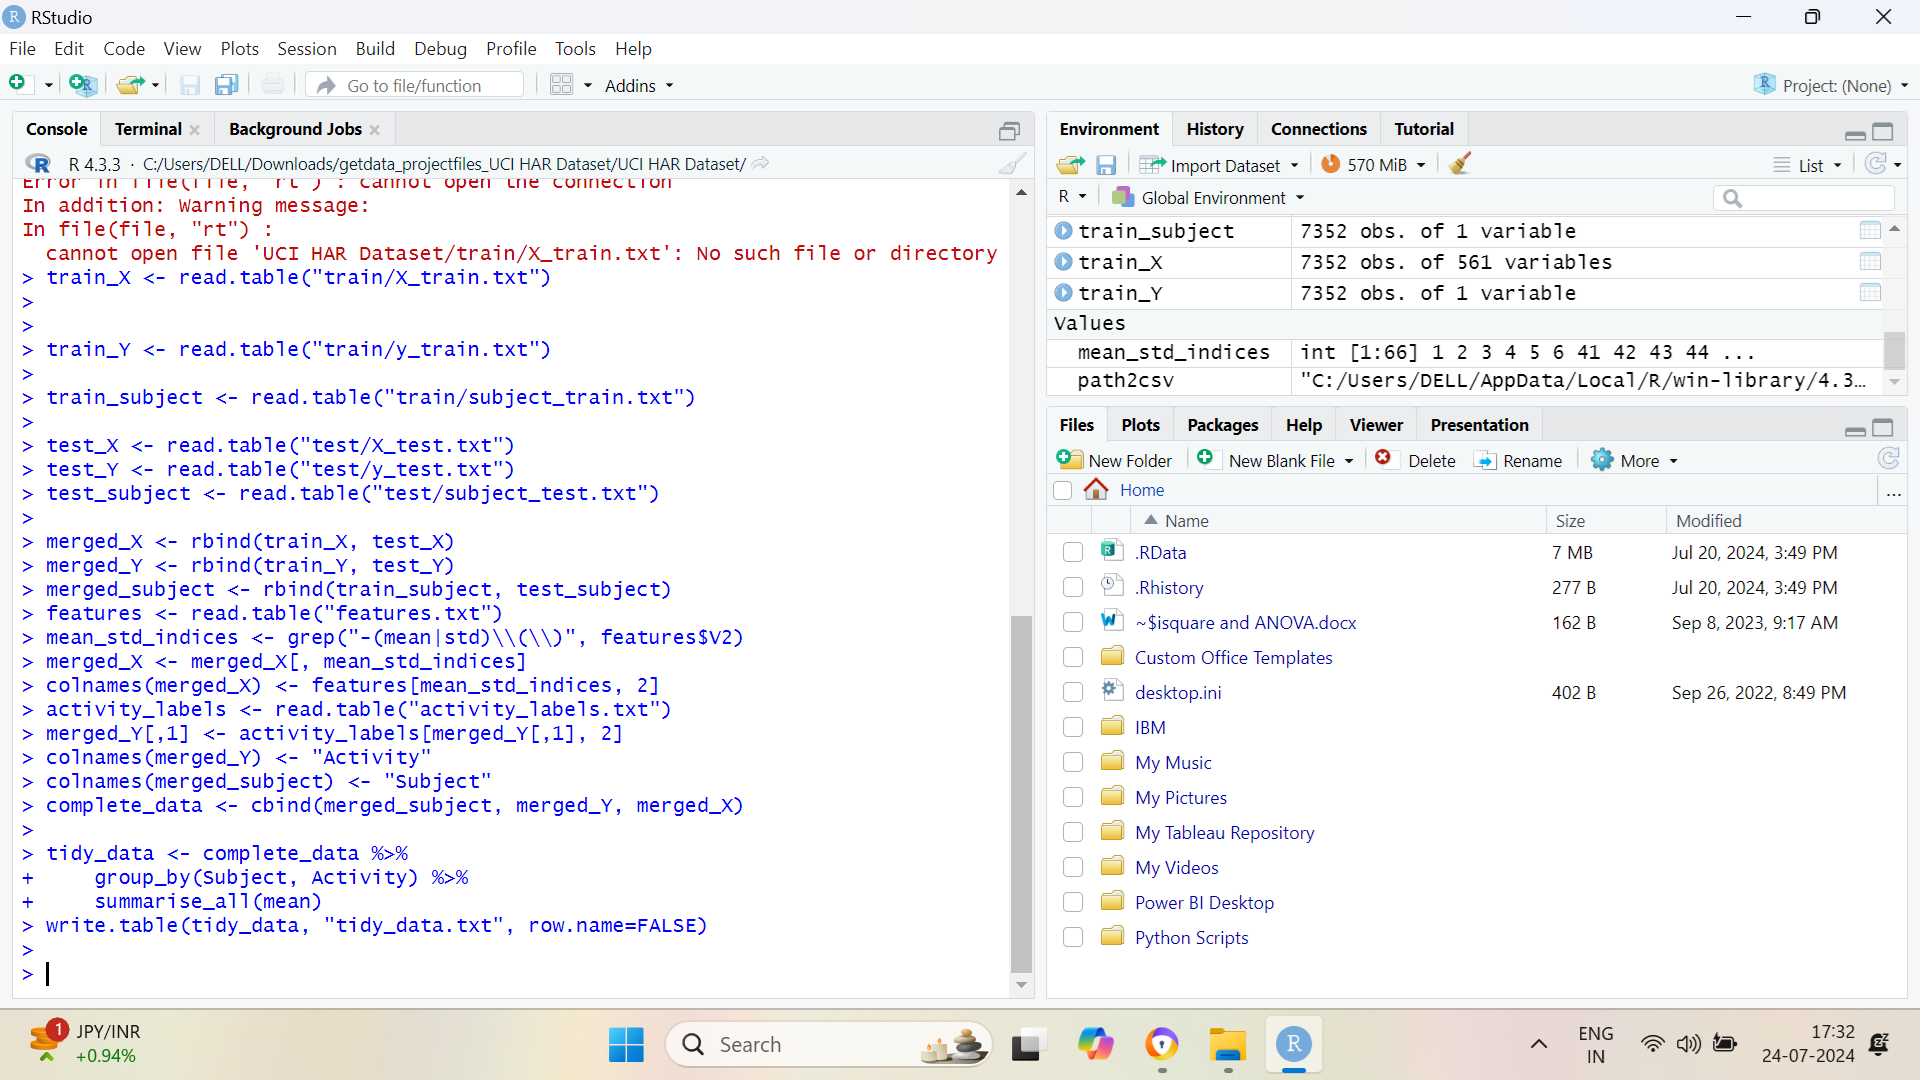 RStudio
File Edit Code View Plots Session Build Debug Profile Tools Help
Go to file/function Addins Project: (None)
Console Terminal Background Jobs
R 4.3.3 · C:/Users/DELL/Downloads/getdata_projectfiles_UCI HAR Dataset/UCI HAR Dataset/
Error in file(file, "rt") : cannot open the connection
In addition: Warning message:
In file(file, "rt") :
  cannot open file 'UCI HAR Dataset/train/X_train.txt': No such file or directory
> train_X <- read.table("train/X_train.txt")
>
>
> train_Y <- read.table("train/y_train.txt")
>
> train_subject <- read.table("train/subject_train.txt")
>
> test_X <- read.table("test/X_test.txt")
> test_Y <- read.table("test/y_test.txt")
> test_subject <- read.table("test/subject_test.txt")
>
> merged_X <- rbind(train_X, test_X)
> merged_Y <- rbind(train_Y, test_Y)
> merged_subject <- rbind(train_subject, test_subject)
> features <- read.table("features.txt")
> mean_std_indices <- grep("-(mean|std)\\(\\)", features$V2)
> merged_X <- merged_X[, mean_std_indices]
> colnames(merged_X) <- features[mean_std_indices, 2]
> activity_labels <- read.table("activity_labels.txt")
> merged_Y[,1] <- activity_labels[merged_Y[,1], 2]
> colnames(merged_Y) <- "Activity"
> colnames(merged_subject) <- "Subject"
> complete_data <- cbind(merged_subject, merged_Y, merged_X)
>
> tidy_data <- complete_data %>%
+     group_by(Subject, Activity) %>%
+     summarise_all(mean)
> write.table(tidy_data, "tidy_data.txt", row.name=FALSE)
>
>
Environment History Connections Tutorial
Import Dataset 570 MiB List
R Global Environment
train_subject 7352 obs. of 1 variable
train_X 7352 obs. of 561 variables
train_Y 7352 obs. of 1 variable
Values
mean_std_indices int [1:66] 1 2 3 4 5 6 41 42 43 44 ...
path2csv "C:/Users/DELL/AppData/Local/R/win-library/4.3…
Files Plots Packages Help Viewer Presentation
New Folder New Blank File Delete Rename More
Home ...
Name Size Modified
.RData 7 MB Jul 20, 2024, 3:49 PM
.Rhistory 277 B Jul 20, 2024, 3:49 PM
~$isquare and ANOVA.docx 162 B Sep 8, 2023, 9:17 AM
Custom Office Templates
desktop.ini 402 B Sep 26, 2022, 8:49 PM
IBM
My Music
My Pictures
My Tableau Repository
My Videos
Power BI Desktop
Python Scripts
1 JPY/INR
+0.94%
Search
R
ENG
IN
17:32
24-07-2024